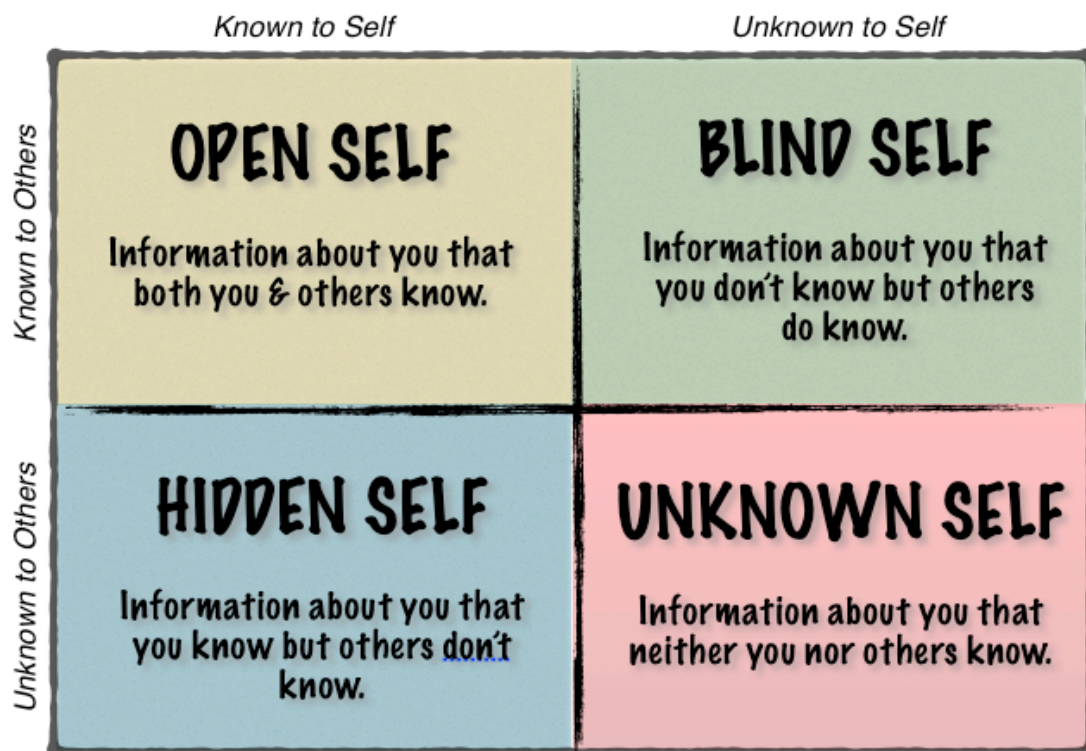 Known to Self
Unknown to Self
Known to Others
OPEN SELF
Information about you that
both you & others know.
BLIND SELF
Information about you that
you don't know but others
do know.
Unknown to Others
HIDDEN SELF
Information about you that
you know but others don't
know.
UNKNOWN SELF
Information about you that
neither you nor others know.